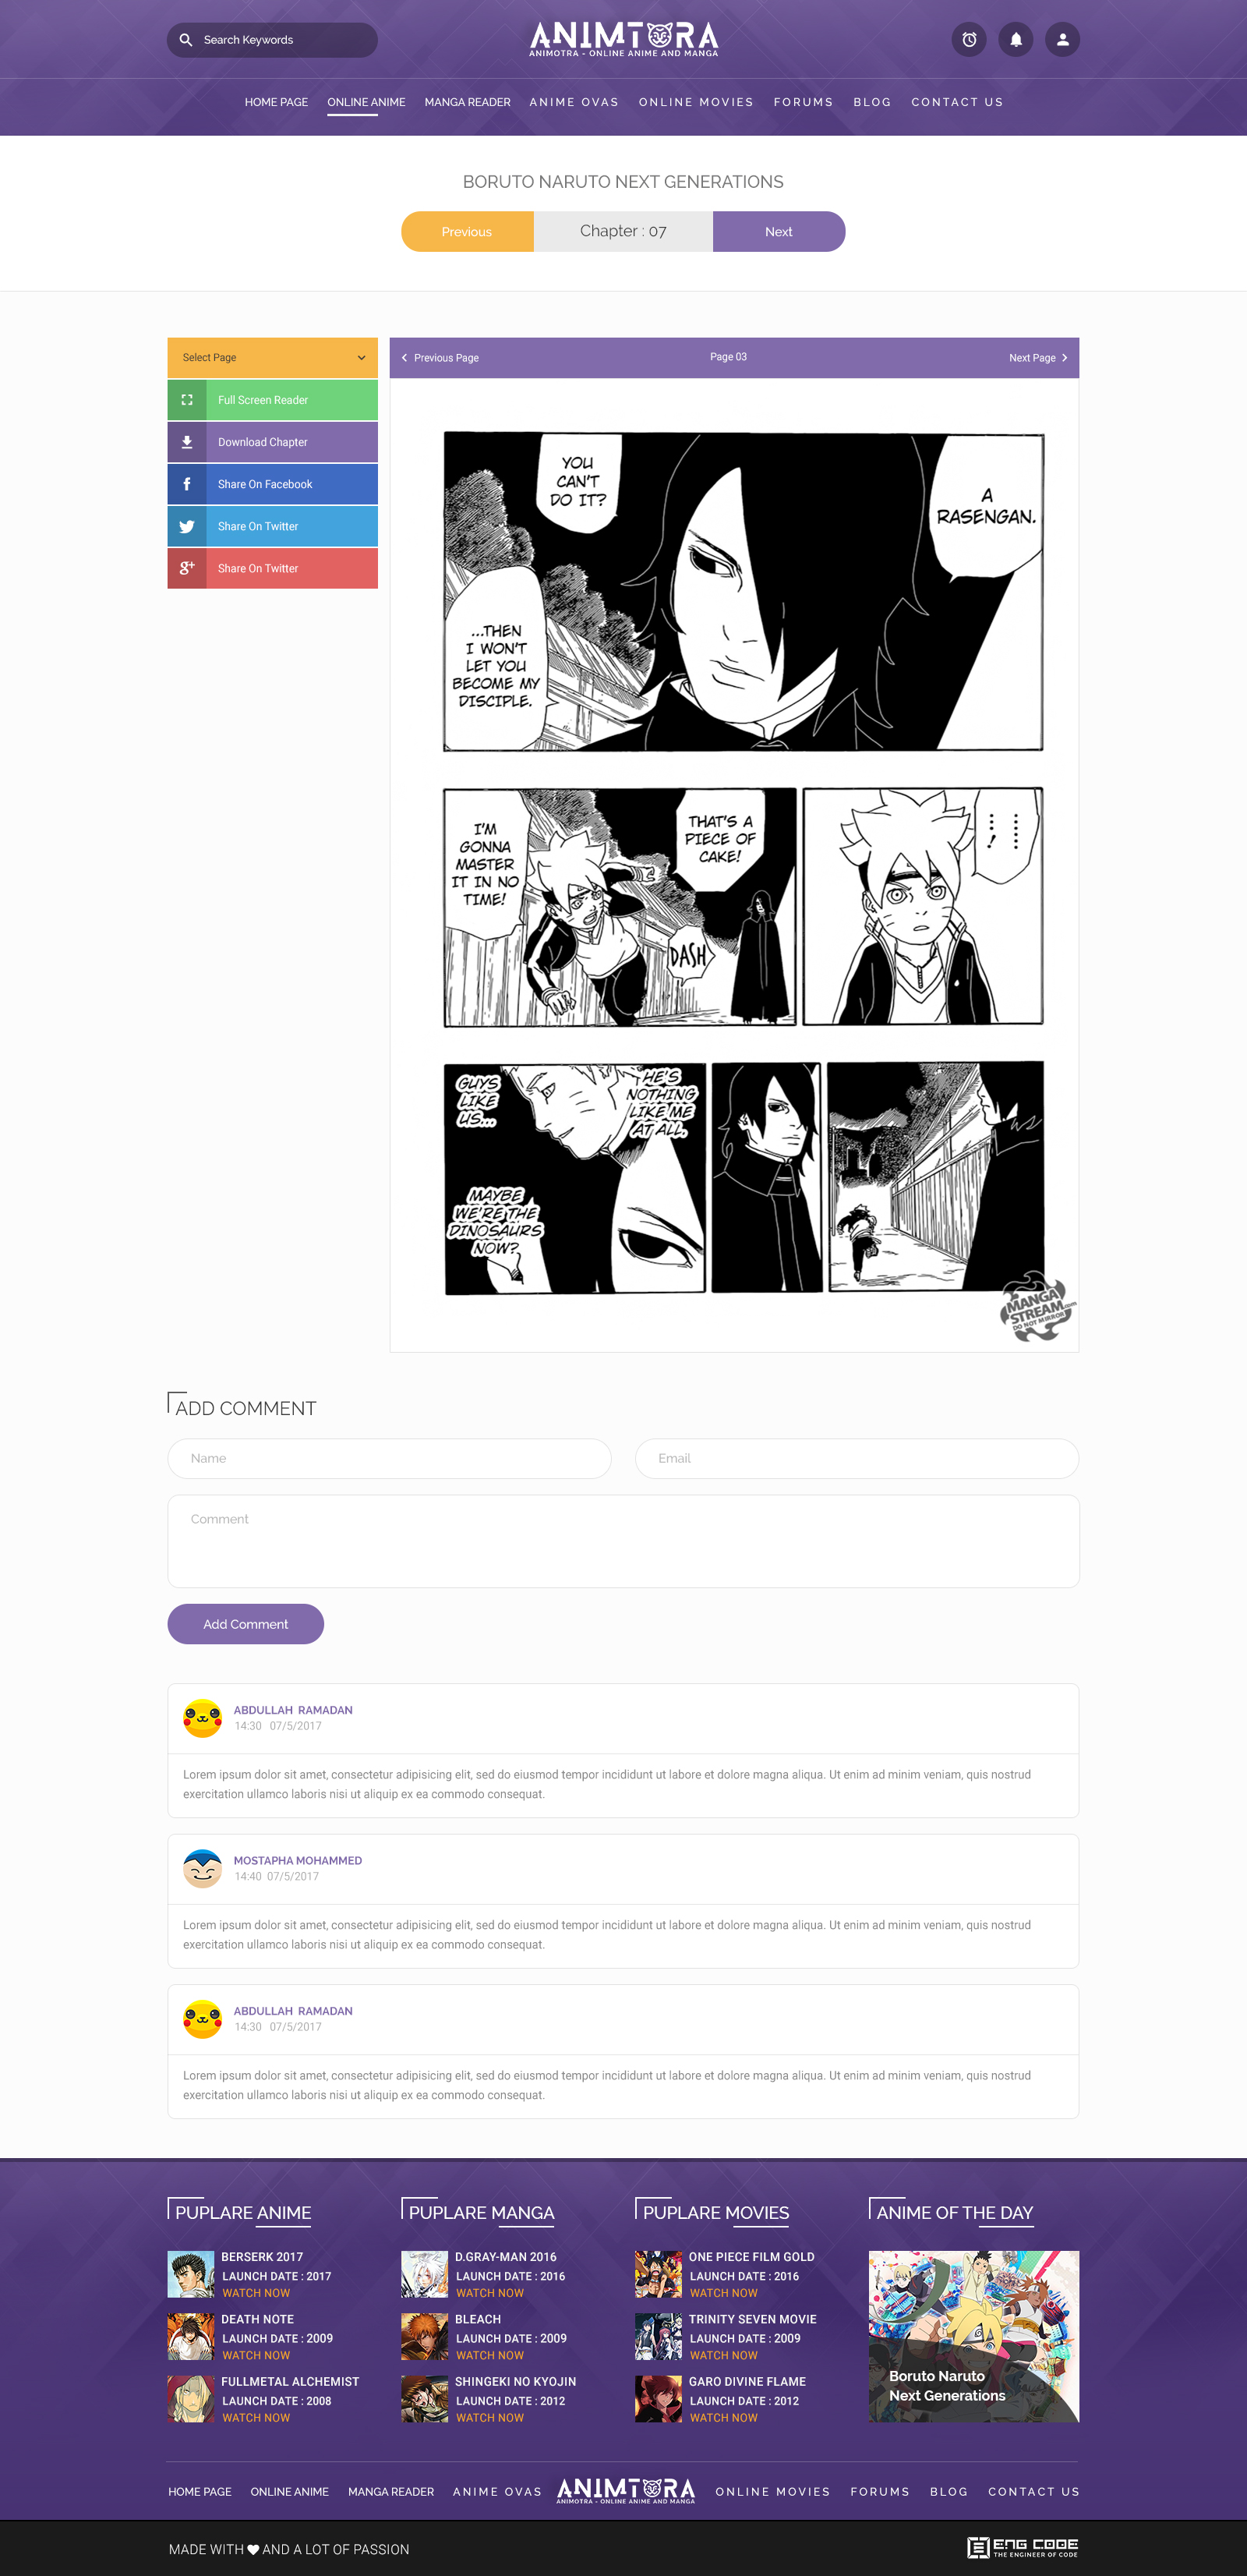 Search Keywords
ANIMTORA
ANIMOTRA - ONLINE ANIME AND MANGA
HOME PAGE ONLINE ANIME MANGA READER ANIME OVAS ONLINE MOVIES FORUMS BLOG CONTACT US
BORUTO NARUTO NEXT GENERATIONS
Previous Chapter : 07 Next
Select Page
Full Screen Reader
Download Chapter
Share On Facebook
Share On Twitter
g+ Share On Twitter
Previous Page Page 03 Next Page
YOU
CAN'T
DO IT?
A
RASENGAN.
...THEN
I WON'T
LET YOU
BECOME MY
DISCIPLE.
I'M
GONNA
MASTER
IT IN NO
TIME!
THAT'S A
PIECE OF
CAKE!
DASH
GUYS
LIKE
US...
HE'S
NOTHING
LIKE ME
AT ALL.
MAYBE
WE'RE THE
DINOSAURS
NOW?
MANGA
STREAM.com
DO NOT MIRROR
ADD COMMENT
Name Email
Comment
Add Comment
ABDULLAH RAMADAN
14:30 07/5/2017
Lorem ipsum dolor sit amet, consectetur adipisicing elit, sed do eiusmod tempor incididunt ut labore et dolore magna aliqua. Ut enim ad minim veniam, quis nostrud
exercitation ullamco laboris nisi ut aliquip ex ea commodo consequat.
MOSTAPHA MOHAMMED
14:40 07/5/2017
Lorem ipsum dolor sit amet, consectetur adipisicing elit, sed do eiusmod tempor incididunt ut labore et dolore magna aliqua. Ut enim ad minim veniam, quis nostrud
exercitation ullamco laboris nisi ut aliquip ex ea commodo consequat.
ABDULLAH RAMADAN
14:30 07/5/2017
Lorem ipsum dolor sit amet, consectetur adipisicing elit, sed do eiusmod tempor incididunt ut labore et dolore magna aliqua. Ut enim ad minim veniam, quis nostrud
exercitation ullamco laboris nisi ut aliquip ex ea commodo consequat.
PUPLARE ANIME
BERSERK 2017
LAUNCH DATE : 2017
WATCH NOW
DEATH NOTE
LAUNCH DATE : 2009
WATCH NOW
FULLMETAL ALCHEMIST
LAUNCH DATE : 2008
WATCH NOW
PUPLARE MANGA
D.GRAY-MAN 2016
LAUNCH DATE : 2016
WATCH NOW
BLEACH
LAUNCH DATE : 2009
WATCH NOW
SHINGEKI NO KYOJIN
LAUNCH DATE : 2012
WATCH NOW
PUPLARE MOVIES
ONE PIECE FILM GOLD
LAUNCH DATE : 2016
WATCH NOW
TRINITY SEVEN MOVIE
LAUNCH DATE : 2009
WATCH NOW
GARO DIVINE FLAME
LAUNCH DATE : 2012
WATCH NOW
ANIME OF THE DAY
Boruto Naruto
Next Generations
HOME PAGE ONLINE ANIME MANGA READER ANIME OVAS ANIMTORA ONLINE MOVIES FORUMS BLOG CONTACT US
ANIMOTRA - ONLINE ANIME AND MANGA
MADE WITH ♥ AND A LOT OF PASSION
ENG CODE
THE ENGINEER OF CODE